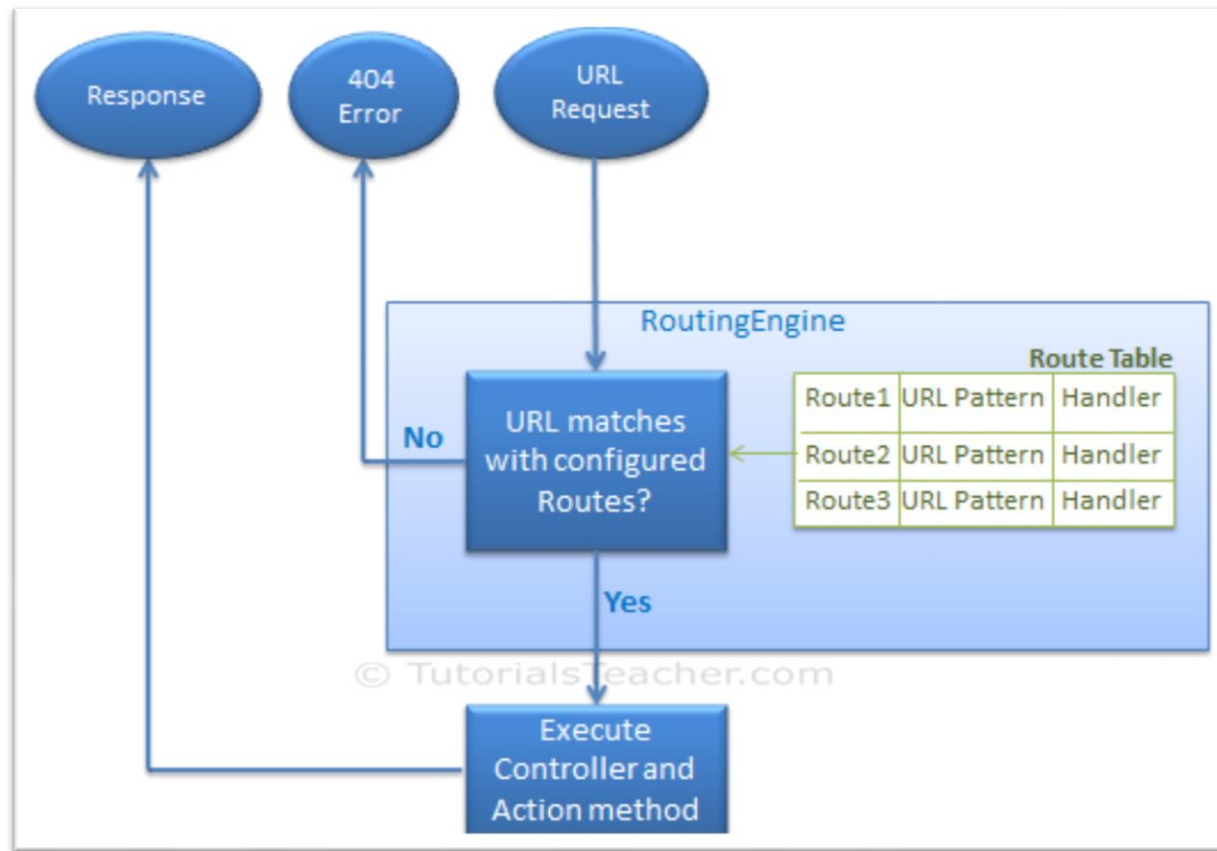 Response
404
Error
URL
Request
RoutingEngine
Route Table
Route1 URL Pattern Handler
Route2 URL Pattern Handler
Route3 URL Pattern Handler
URL matches
with configured
Routes?
No
Yes
© TutorialsTeacher.com
Execute
Controller and
Action method